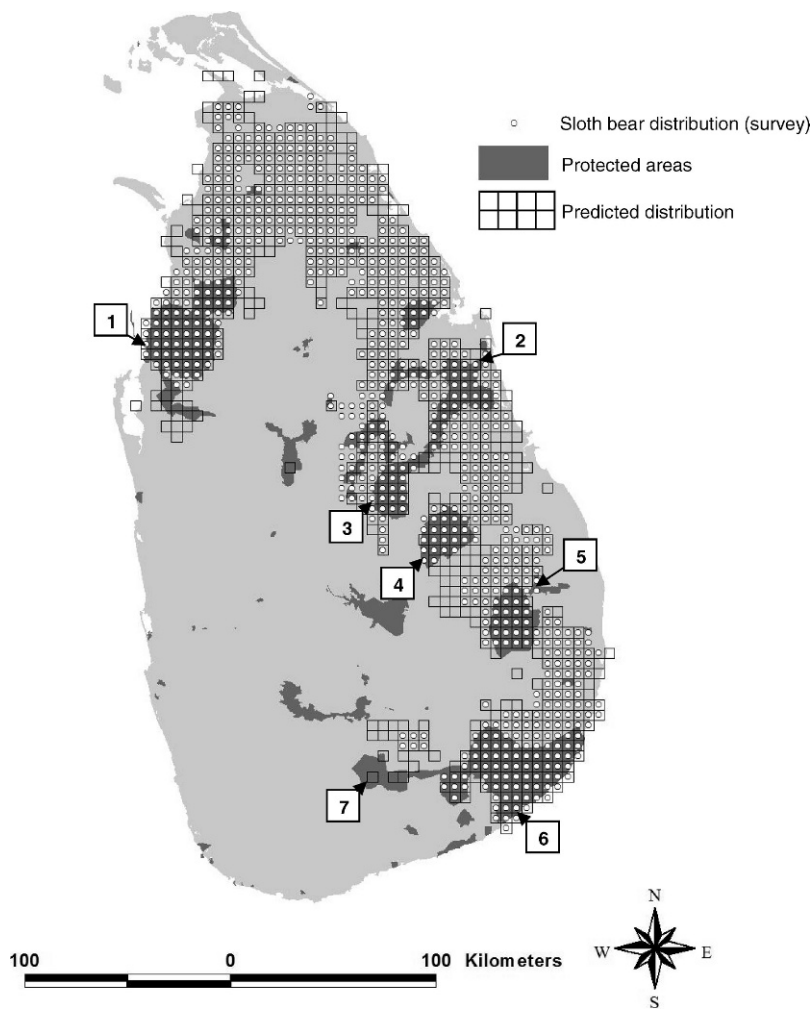 Sloth bear distribution (survey)
Protected areas
Predicted distribution
1
2
3
4
5
6
7
N
W E
S
100 0 100 Kilometers